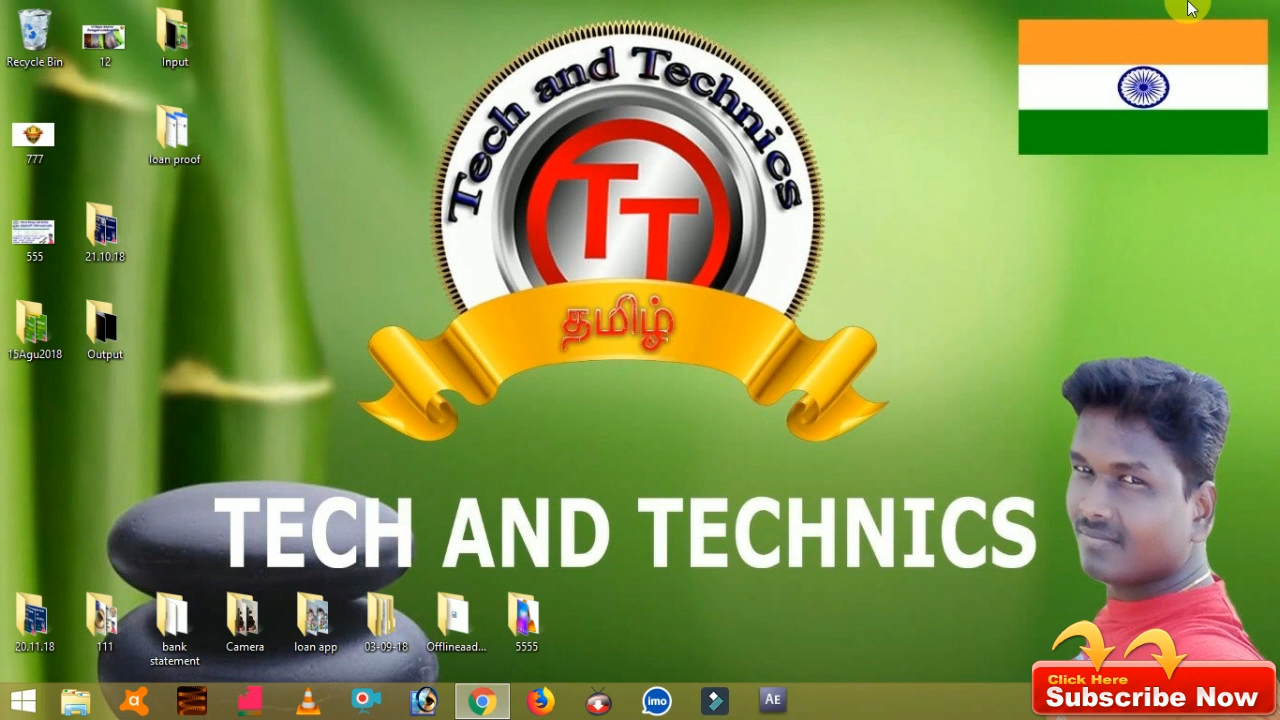 Recycle Bin
12
Input
777
loan proof
555
21.10.18
15Agu2018
Output
Tech and Technics
TT
தமிழ்
TECH AND TECHNICS
20.11.18
111
bank
statement
Camera
loan app
03-09-18
Offlineaad...
5555
Click Here
Subscribe Now
imo
AE